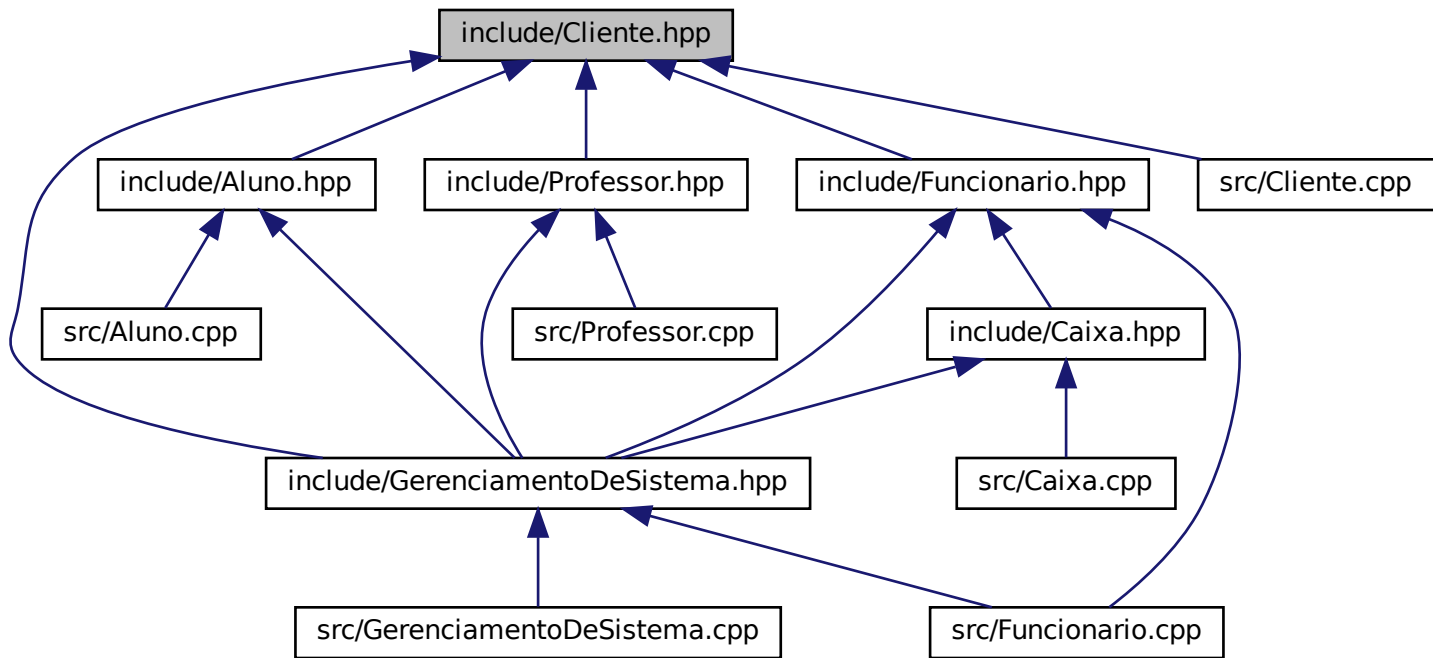 include/Cliente.hpp
include/Aluno.hpp
include/Professor.hpp
include/Funcionario.hpp
src/Cliente.cpp
src/Aluno.cpp
src/Professor.cpp
include/Caixa.hpp
include/GerenciamentoDeSistema.hpp
src/Caixa.cpp
src/GerenciamentoDeSistema.cpp
src/Funcionario.cpp